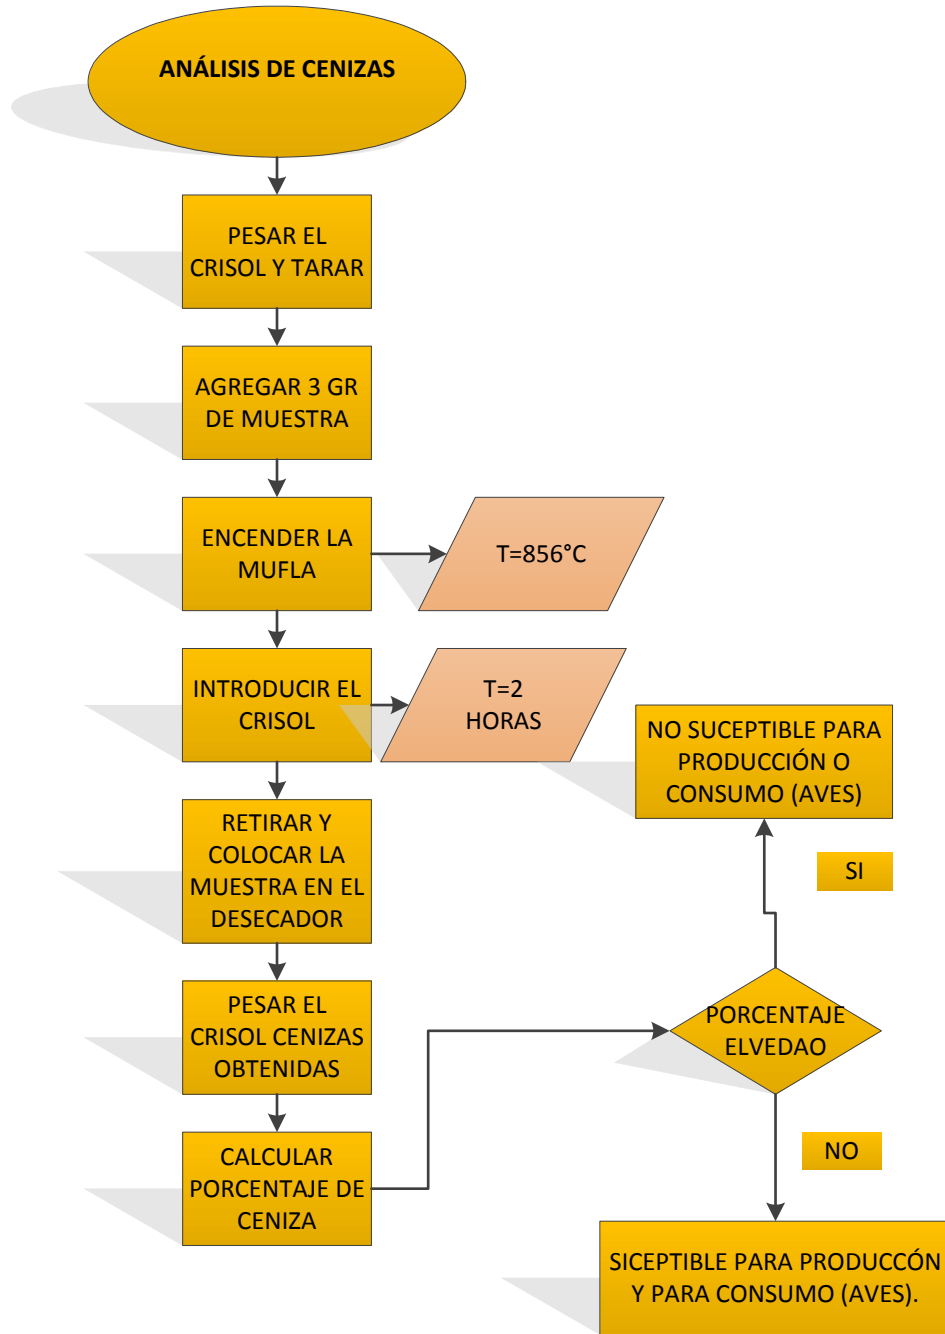 ANÁLISIS DE CENIZAS
PESAR EL
CRISOL Y TARAR
AGREGAR 3 GR
DE MUESTRA
ENCENDER LA
MUFLA
T=856°C
INTRODUCIR EL
CRISOL
T=2
HORAS
RETIRAR Y
COLOCAR LA
MUESTRA EN EL
DESECADOR
PESAR EL
CRISOL CENIZAS
OBTENIDAS
CALCULAR
PORCENTAJE DE
CENIZA
PORCENTAJE
ELVEDAO
SI
NO SUCEPTIBLE PARA
PRODUCCIÓN O
CONSUMO (AVES)
NO
SICEPTIBLE PARA PRODUCCÓN
Y PARA CONSUMO (AVES).